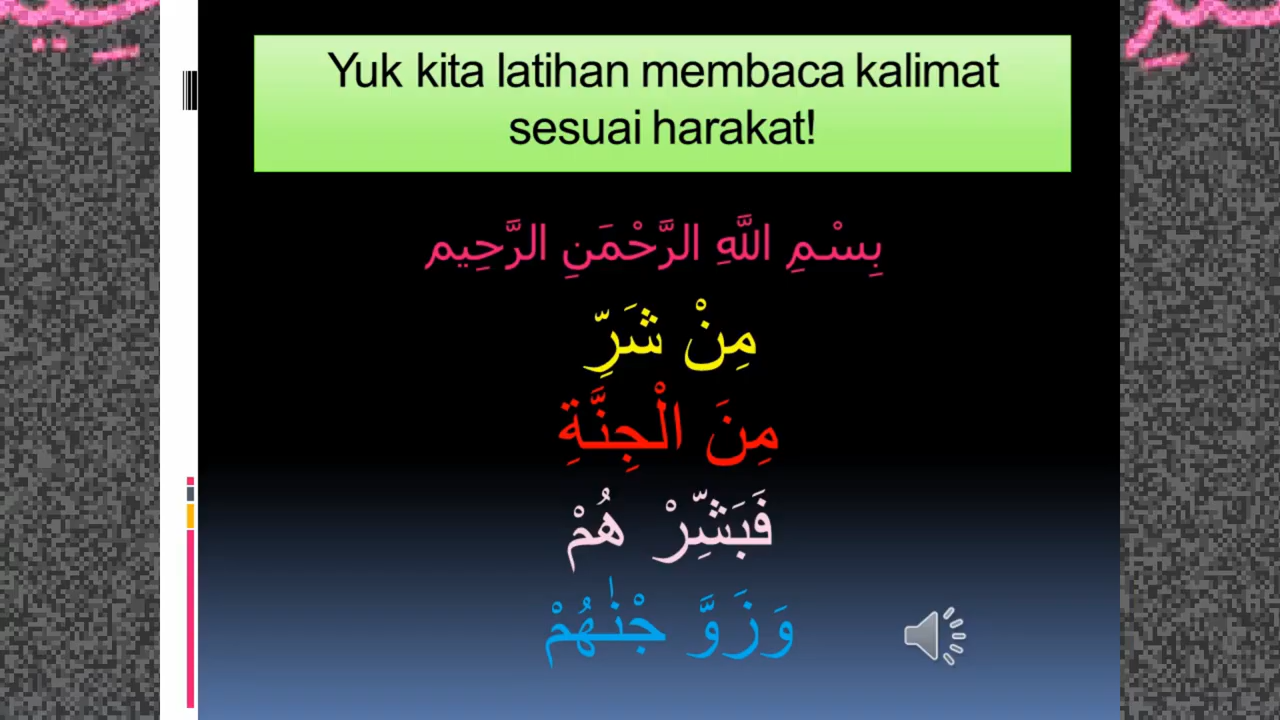 Yuk kita latihan membaca kalimat
sesuai harakat!
بِسْمِ اللَّهِ الرَّحْمَنِ الرَّحِيم
مِنْ شَرِّ
مِنَ الْجِنَّةِ
فَبَشِّرْ هُمْ
وَزَوَّ جْنٰهُمْ